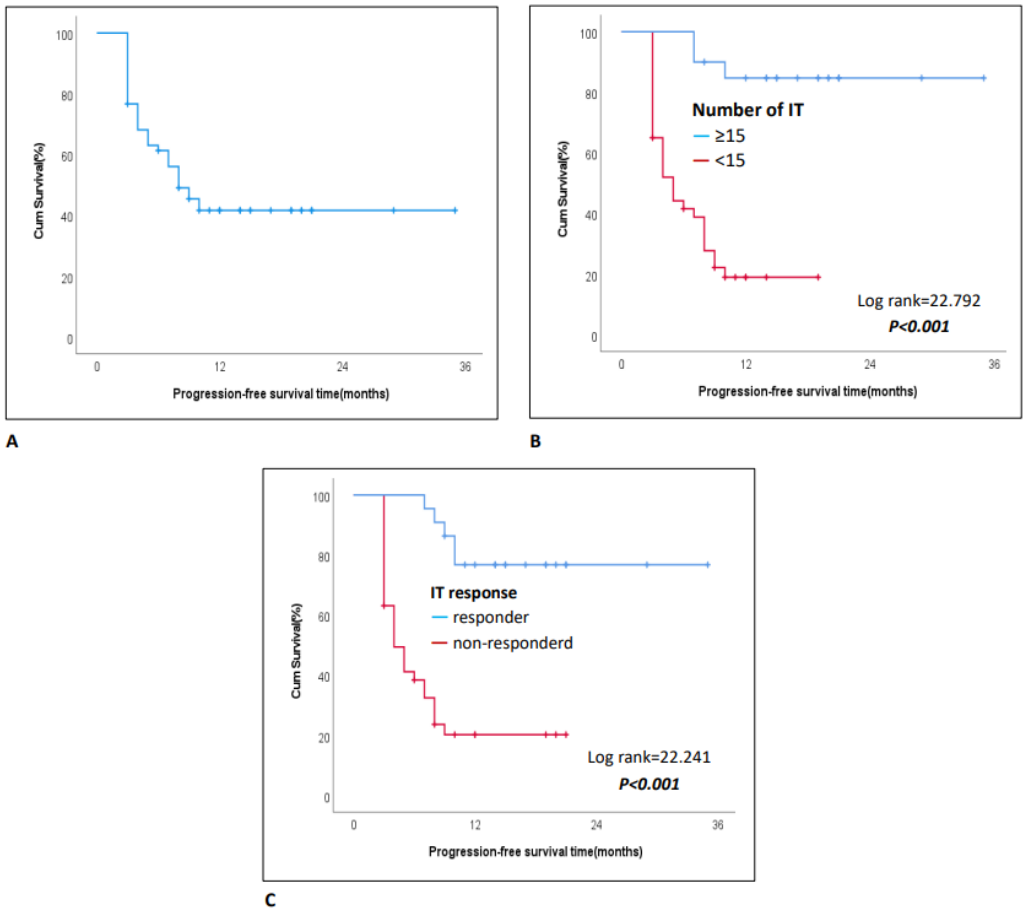 100
80
60
40
20
0
Cum Survival(%)
0 12 24 36
Progression-free survival time(months)
A
100
80
60
40
20
0
Cum Survival(%)
Number of IT
≥15
<15
Log rank=22.792
P<0.001
0 12 24 36
Progression-free survival time(months)
B
100
80
60
40
20
0
Cum Survival(%)
IT response
responder
non-responderd
Log rank=22.241
P<0.001
0 12 24 36
Progression-free survival time(months)
C